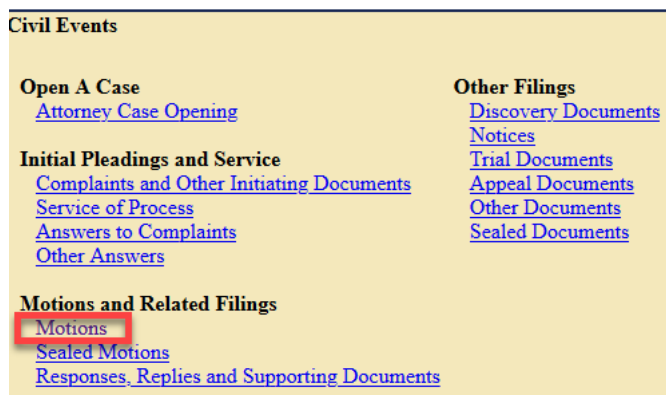 Civil Events
Open A Case
Attorney Case Opening
Initial Pleadings and Service
Complaints and Other Initiating Documents
Service of Process
Answers to Complaints
Other Answers
Motions and Related Filings
Motions
Sealed Motions
Responses, Replies and Supporting Documents
Other Filings
Discovery Documents
Notices
Trial Documents
Appeal Documents
Other Documents
Sealed Documents